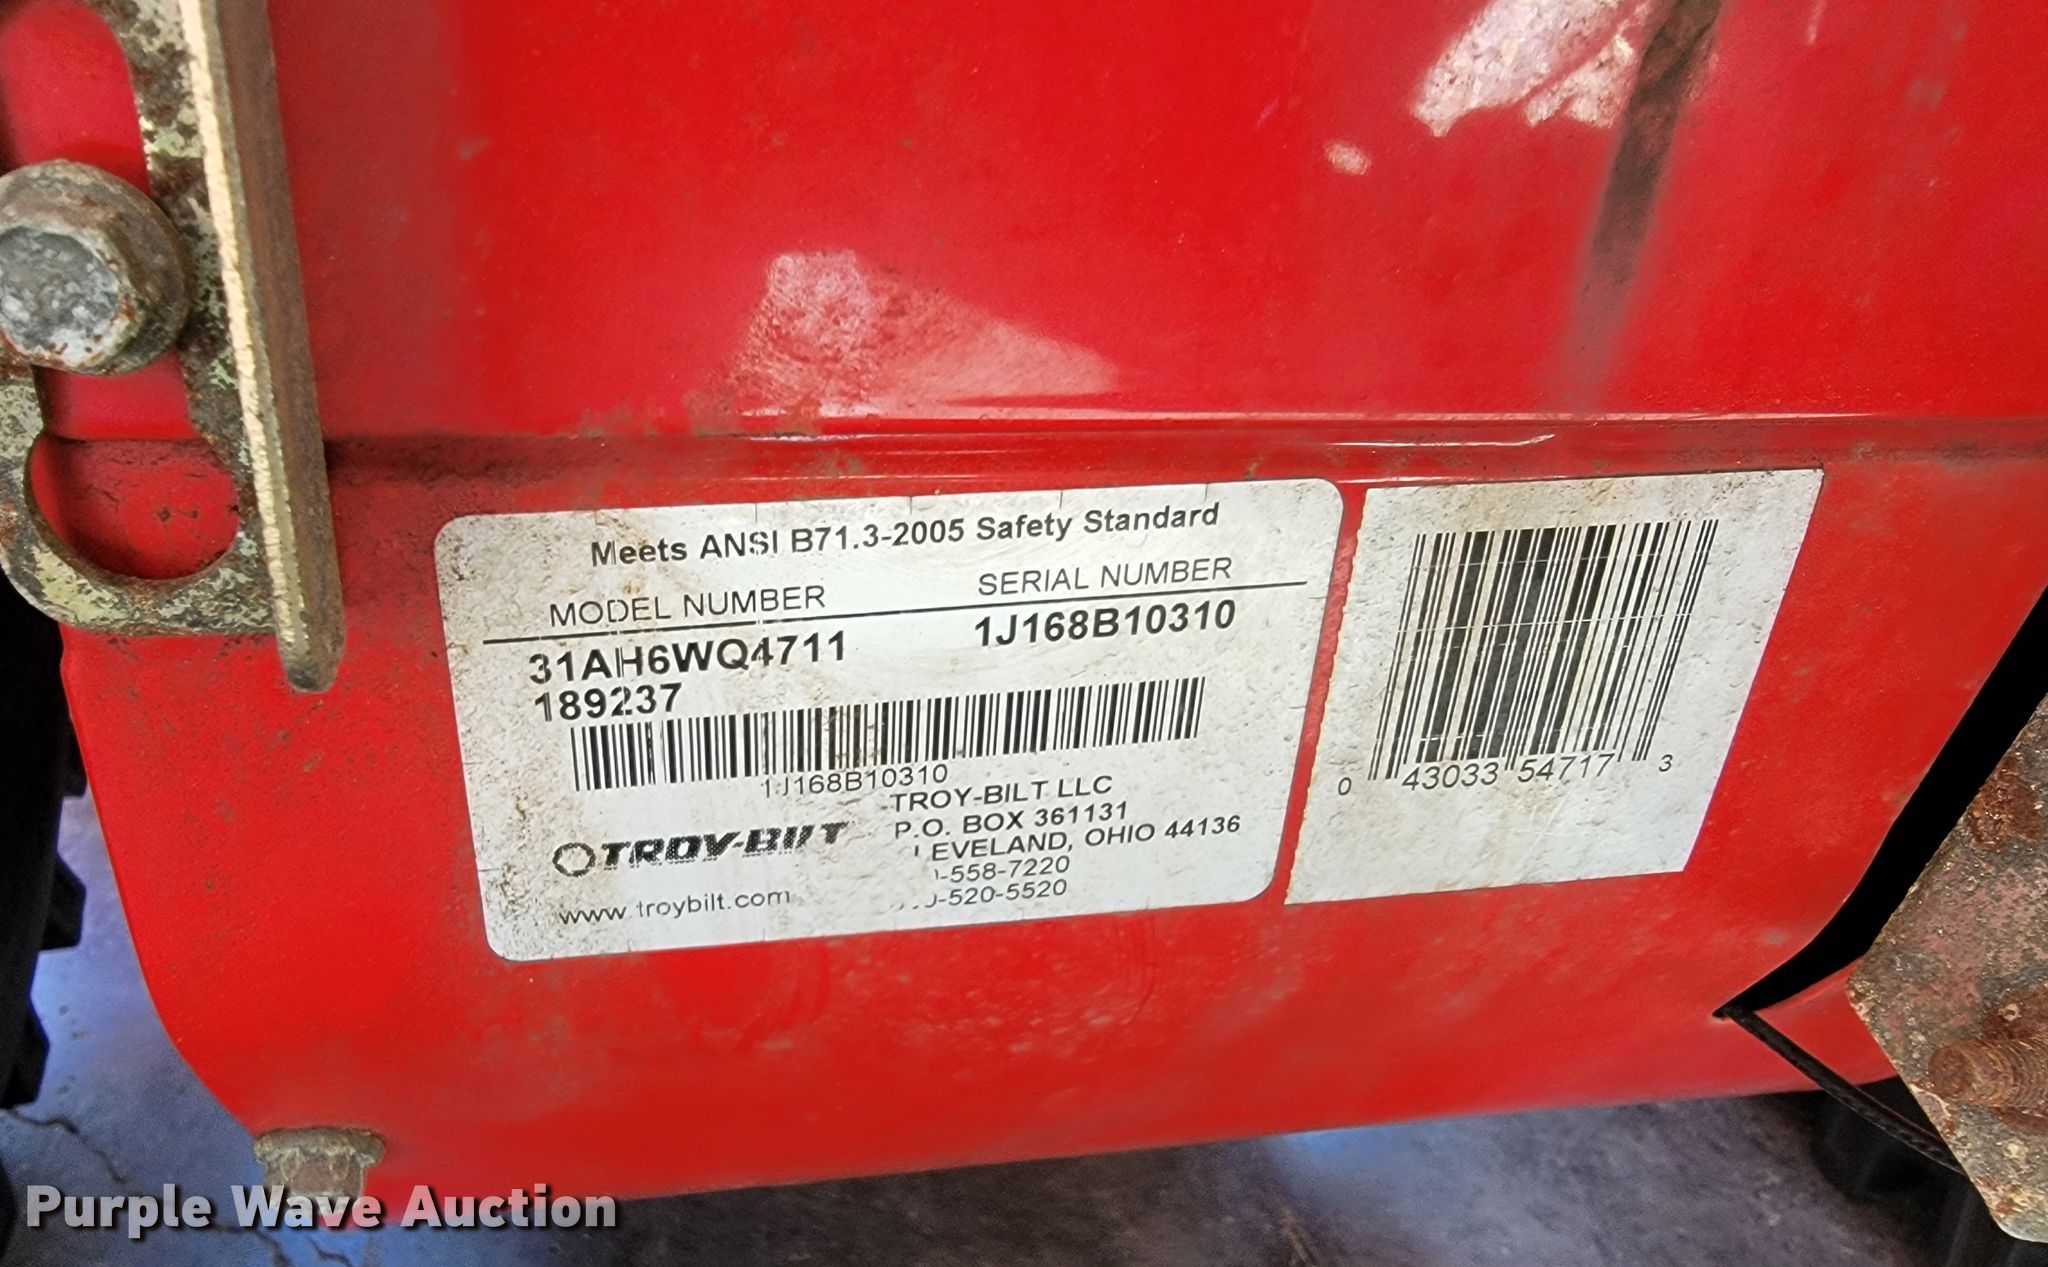 Meets ANSI B71.3-2005 Safety Standard
MODEL NUMBER SERIAL NUMBER
31AH6WQ4711 1J168B10310
189237
1J168B10310
TROY-BILT
www.troybilt.com
TROY-BILT LLC
P.O. BOX 361131
LEVELAND, OHIO 44136
-558-7220
-520-5520
0 43033 54717 3
Purple Wave Auction